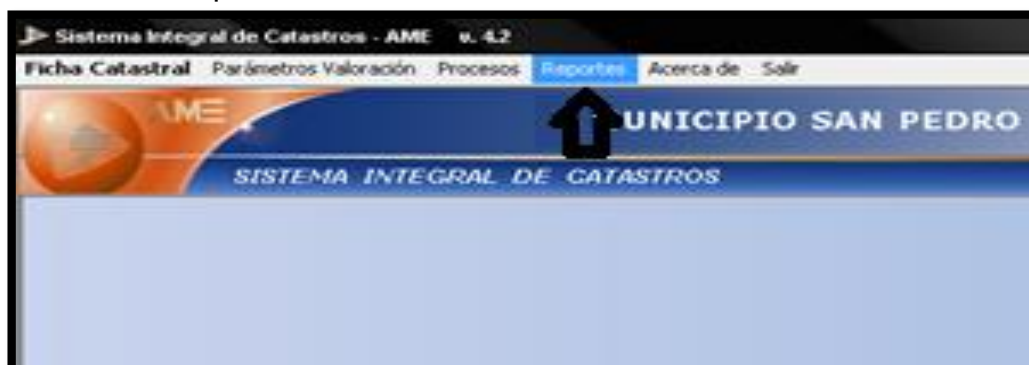 Sistema Integral de Catastros - AME v. 4.2
Ficha Catastral Parámetros Valoración Procesos Reportes Acerca de Salir
AME
UNICIPIO SAN PEDRO
SISTEMA INTEGRAL DE CATASTROS